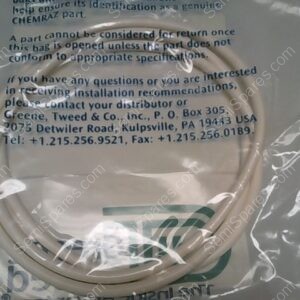 help ensure its identification as a genuine
CHEMRAZ part.
A part cannot be considered for return once
this bag is opened unless the part does not
conform to appropriate specifications.
If you have any questions or you are interested
in receiving installation recommendations,
please contact your distributor or
Greene, Tweed & Co., Inc., P. O. Box 305,
2075 Detwiler Road, Kulpsville, PA 19443 USA
Tel: +1.215.256.9521, Fax: +1.215.256.0189
The Inside